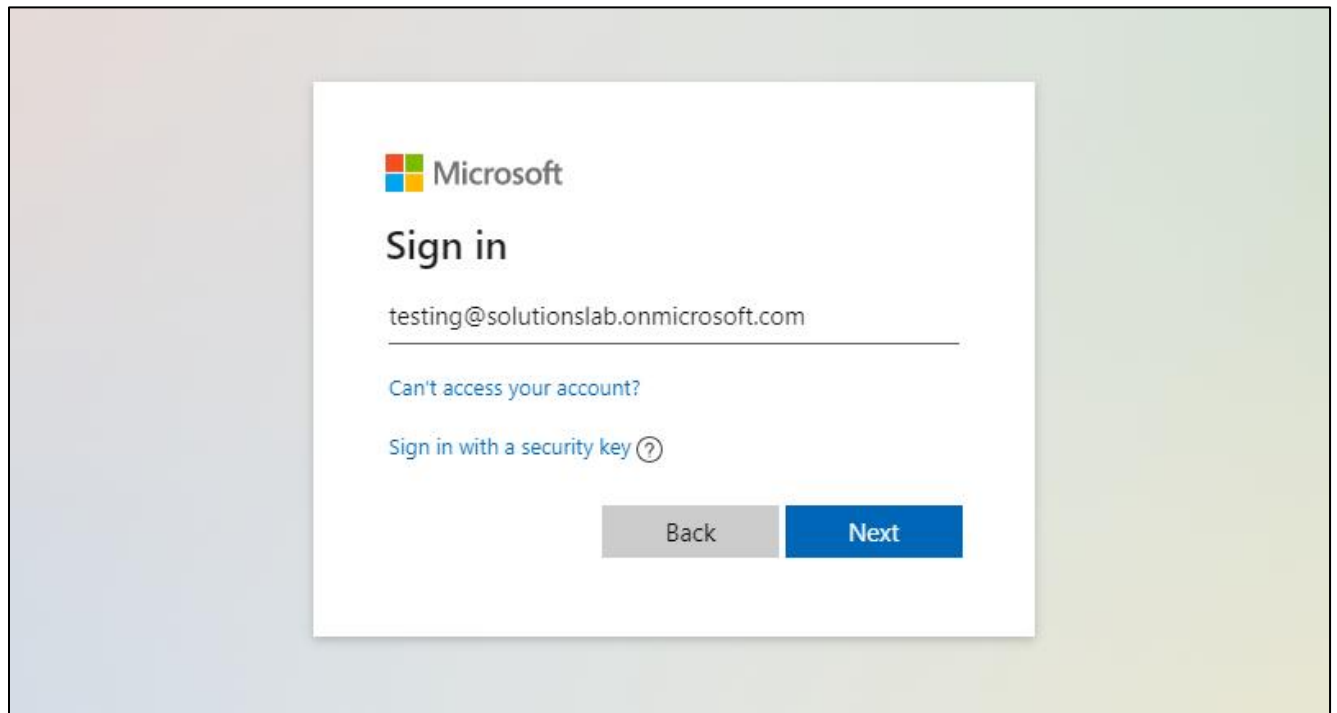 Microsoft
Sign in
testing@solutionslab.onmicrosoft.com
Can't access your account?
Sign in with a security key ?
Back Next